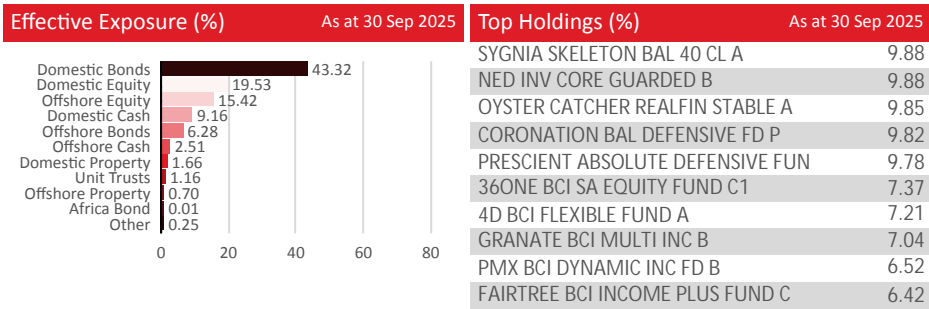 Effective Exposure (%) As at 30 Sep 2025
Domestic Bonds 43.32
Domestic Equity 19.53
Offshore Equity 15.42
Domestic Cash 9.16
Offshore Bonds 6.28
Offshore Cash 2.51
Domestic Property 1.66
Unit Trusts 1.16
Offshore Property 0.70
Africa Bond 0.01
Other 0.25
0 20 40 60 80
Top Holdings (%) As at 30 Sep 2025
SYGNIA SKELETON BAL 40 CL A 9.88
NED INV CORE GUARDED B 9.88
OYSTER CATCHER REALFIN STABLE A 9.85
CORONATION BAL DEFENSIVE FD P 9.82
PRESCIENT ABSOLUTE DEFENSIVE FUN 9.78
36ONE BCI SA EQUITY FUND C1 7.37
4D BCI FLEXIBLE FUND A 7.21
GRANATE BCI MULTI INC B 7.04
PMX BCI DYNAMIC INC FD B 6.52
FAIRTREE BCI INCOME PLUS FUND C 6.42